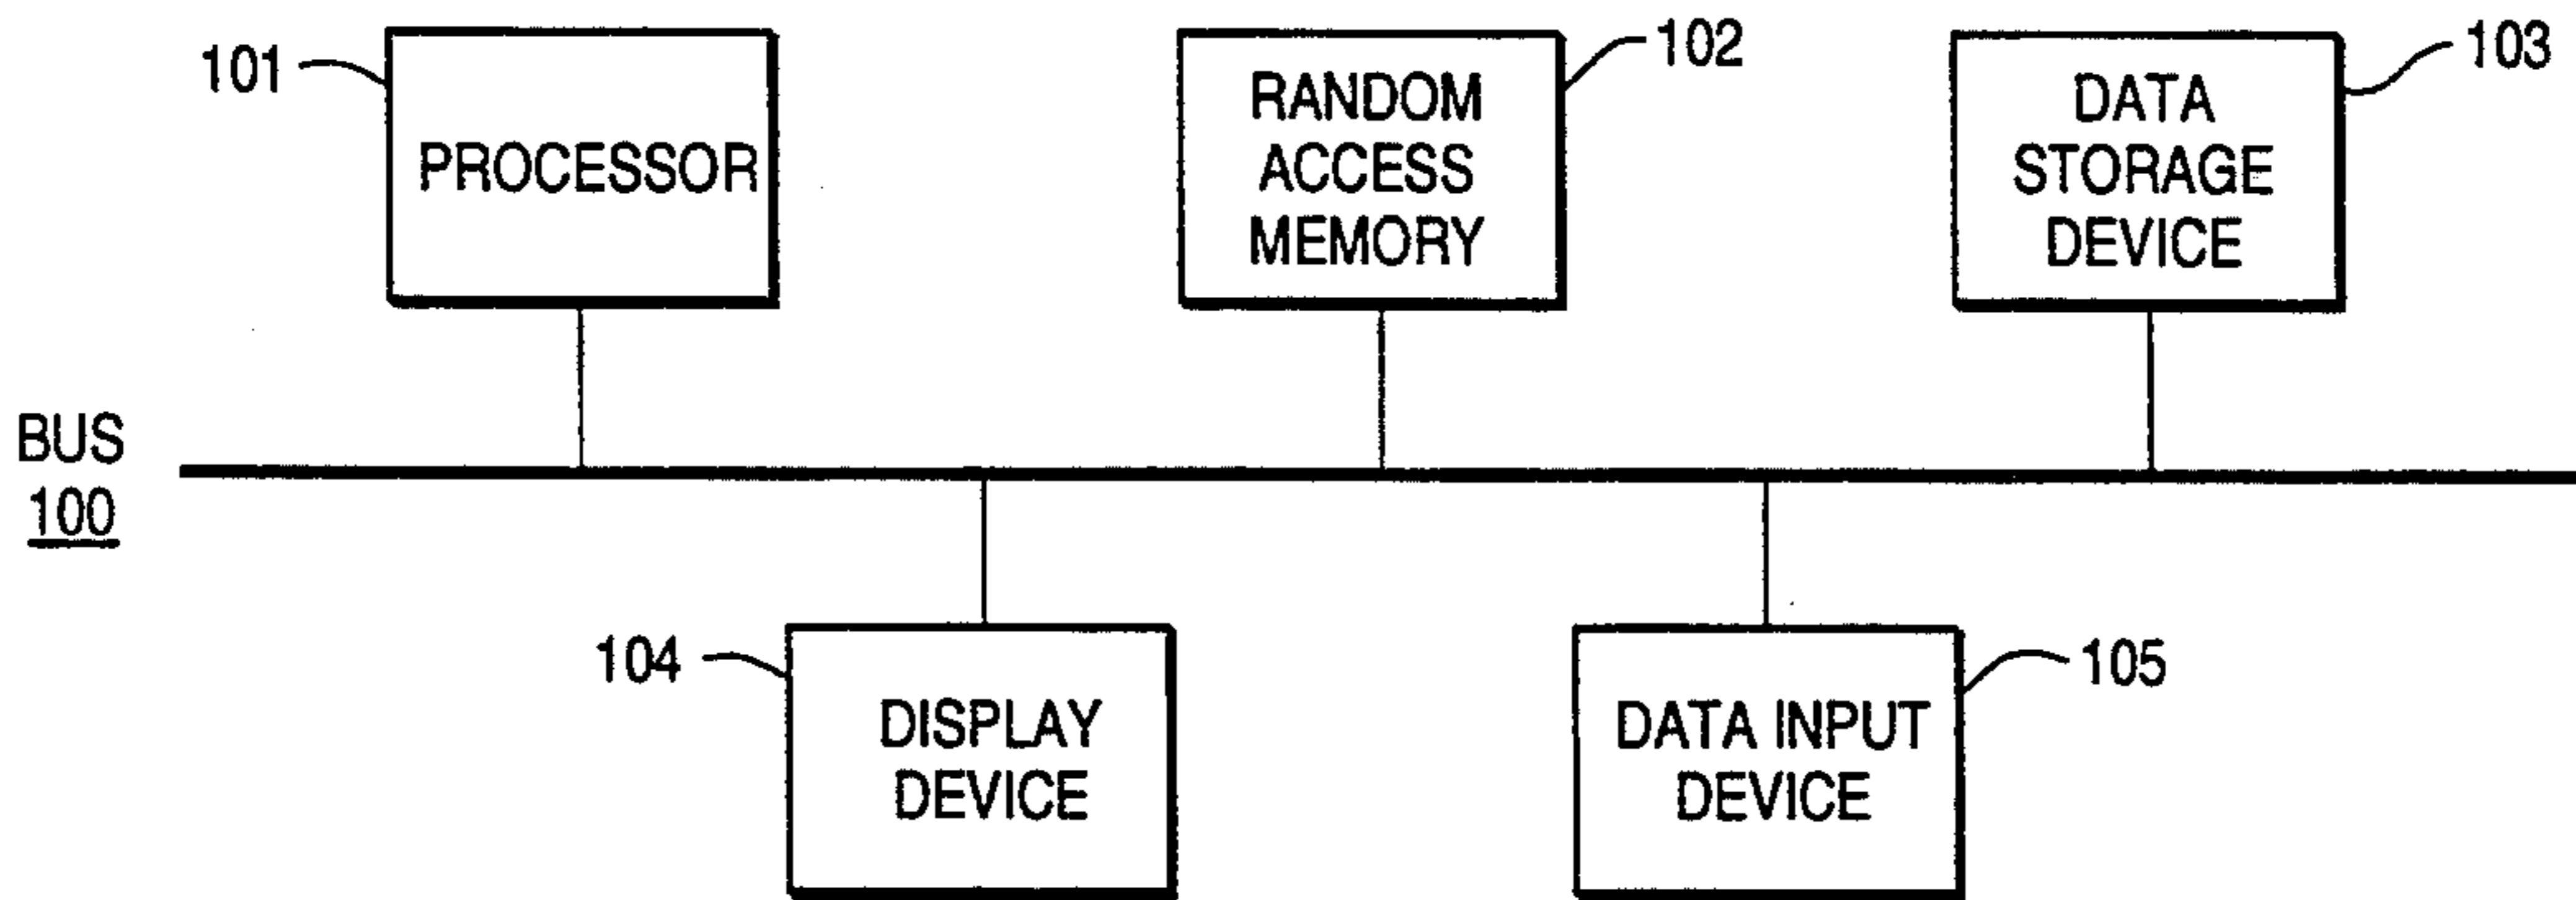 101
PROCESSOR
RANDOM
ACCESS
MEMORY
102
DATA
STORAGE
DEVICE
103
BUS
100
104
DISPLAY
DEVICE
DATA INPUT
DEVICE
105